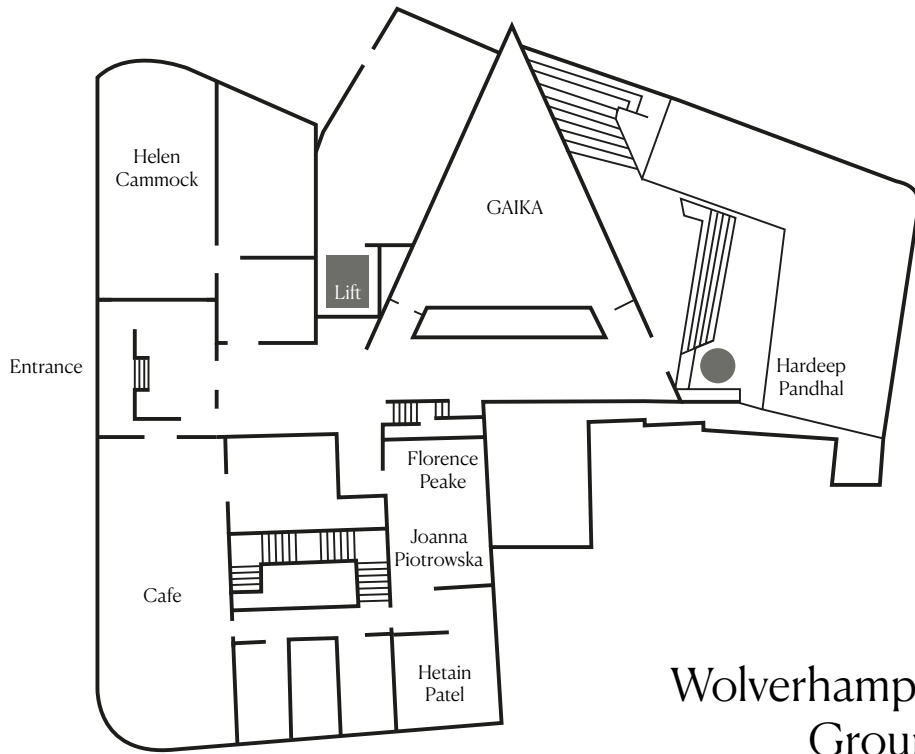 Helen
Cammock
GAIKA
Lift
Entrance
Hardeep
Pandhal
Florence
Peake
Joanna
Piotrowska
Cafe
Hetain
Patel
Wolverhamp
Grou